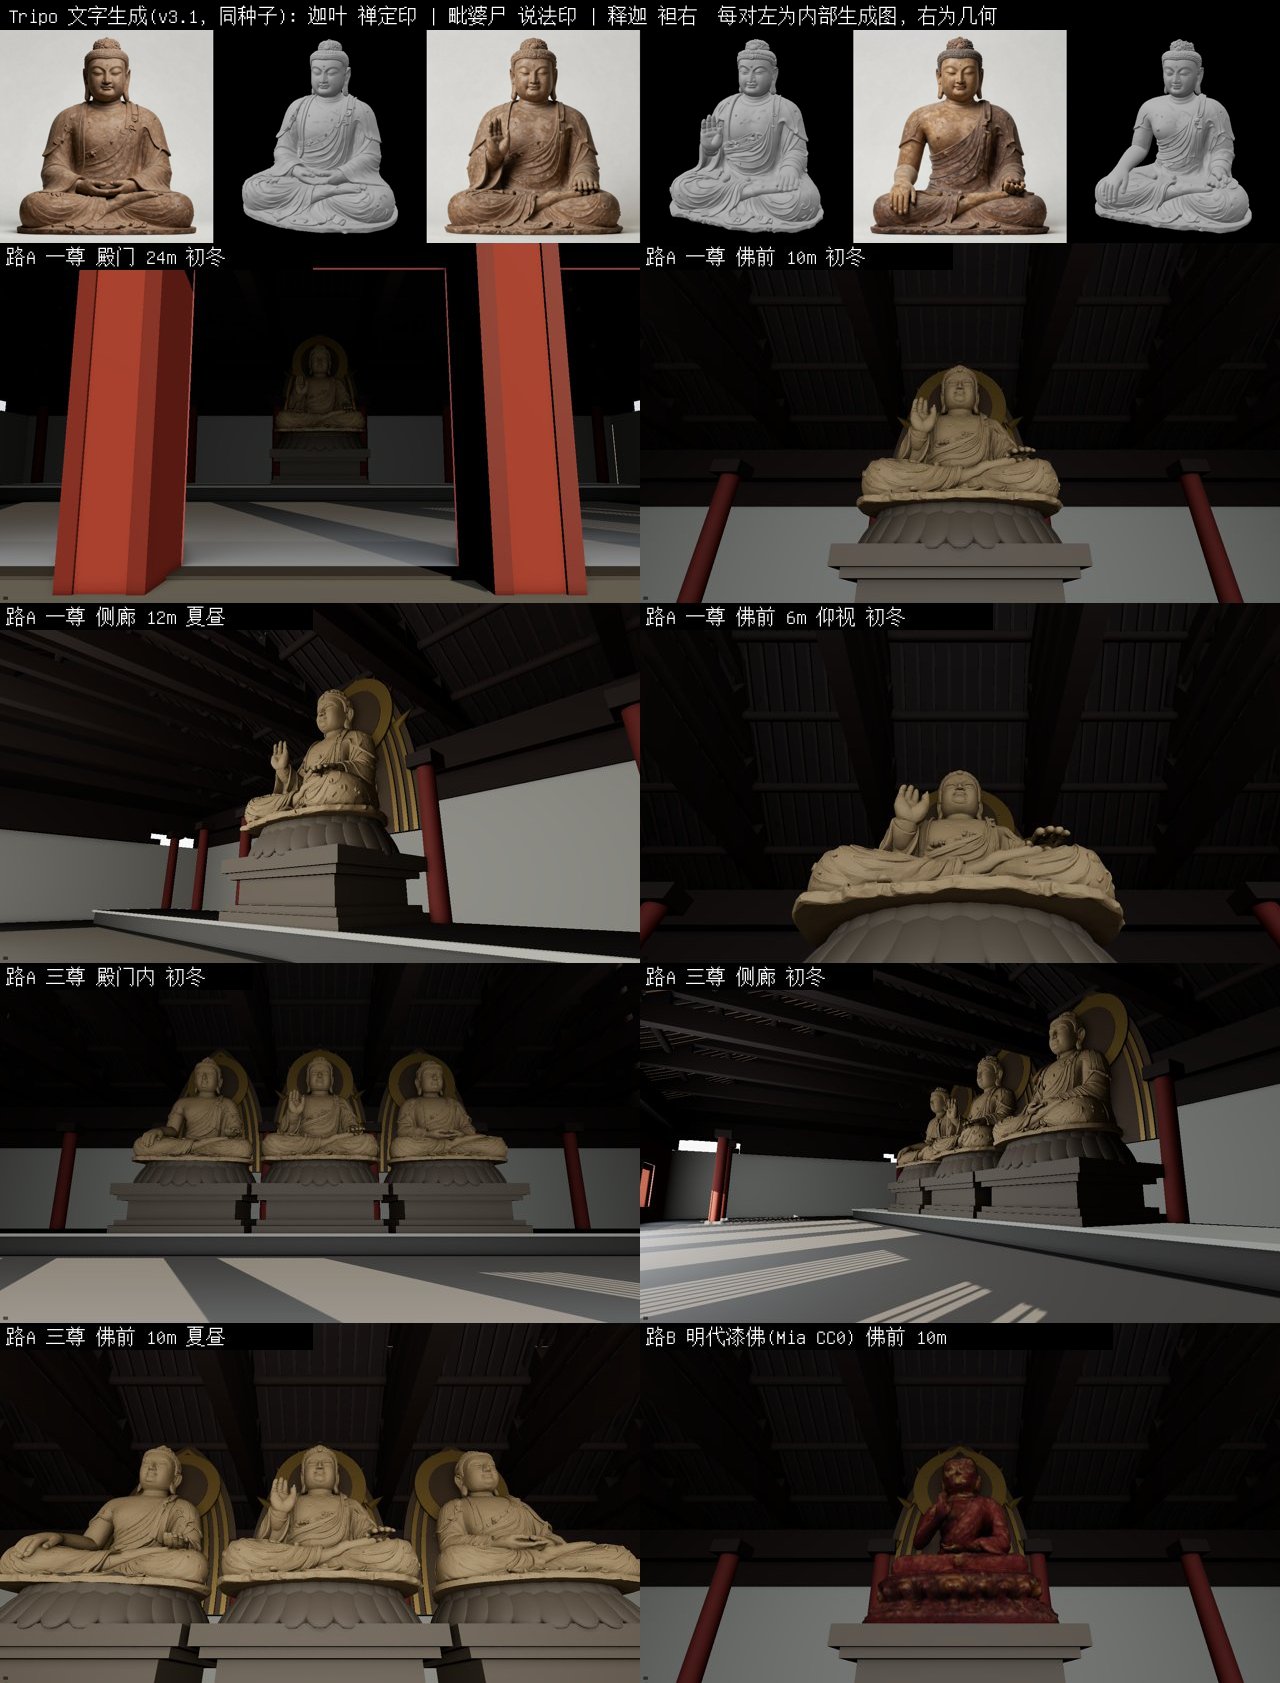 Tripo 文字生成(v3.1, 同种子): 迦叶 禅定印 | 毗婆尸 说法印 | 释迦 袒右  每对左为内部生成图, 右为几何
路A 一尊 殿门 24m 初冬
路A 一尊 佛前 10m 初冬
路A 一尊 侧廊 12m 夏昼
路A 一尊 佛前 6m 仰视 初冬
路A 三尊 殿门内 初冬
路A 三尊 侧廊 初冬
路A 三尊 佛前 10m 夏昼
路B 明代漆佛(Mia CC0) 佛前 10m